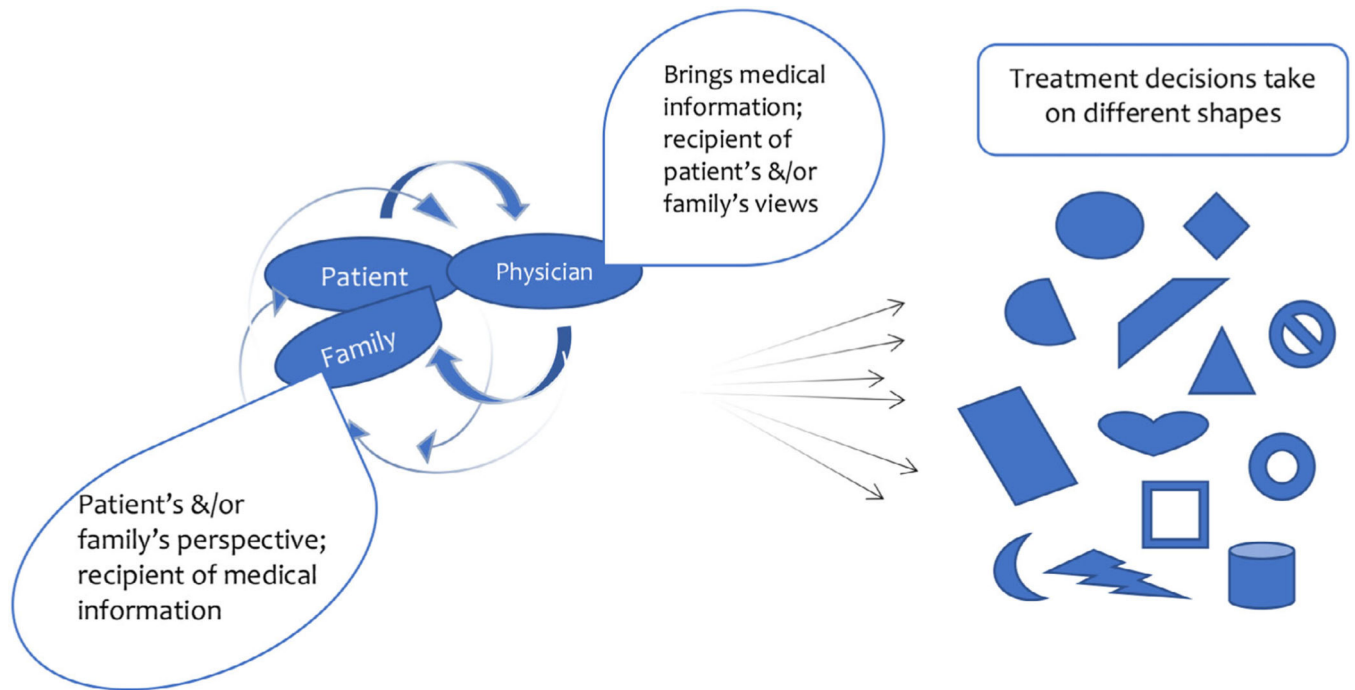 Brings medical
information;
recipient of
patient’s &/or
family’s views
Treatment decisions take
on different shapes
Patient
Physician
Family
Patient’s &/or
family’s perspective;
recipient of medical
information